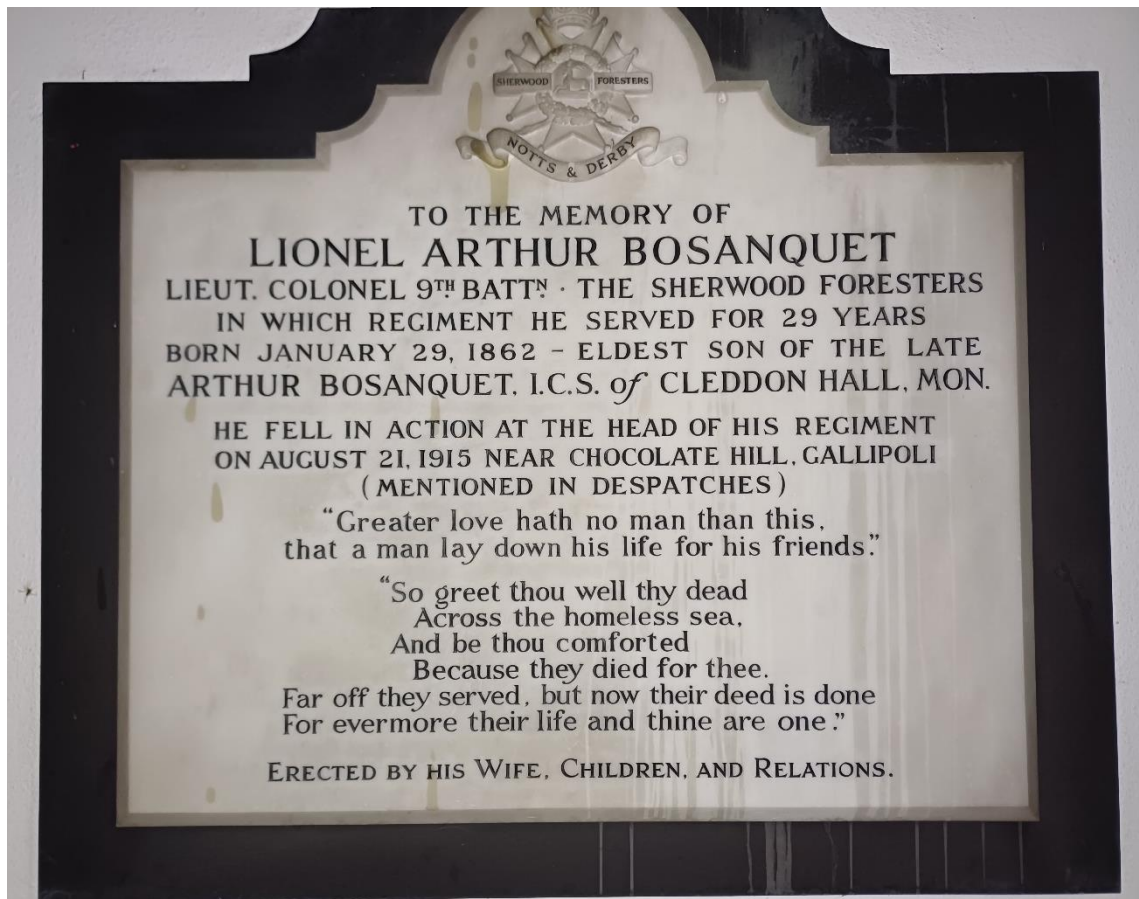 SHERWOOD FORESTERS
NOTTS & DERBY
TO THE MEMORY OF
LIONEL ARTHUR BOSANQUET
LIEUT. COLONEL 9TH BATTN · THE SHERWOOD FORESTERS
IN WHICH REGIMENT HE SERVED FOR 29 YEARS
BORN JANUARY 29, 1862 – ELDEST SON OF THE LATE
ARTHUR BOSANQUET, I.C.S. of CLEDDON HALL, MON.
HE FELL IN ACTION AT THE HEAD OF HIS REGIMENT
ON AUGUST 21, 1915 NEAR CHOCOLATE HILL, GALLIPOLI
(MENTIONED IN DESPATCHES)
“Greater love hath no man than this,
that a man lay down his life for his friends.”
“So greet thou well thy dead
Across the homeless sea,
And be thou comforted
Because they died for thee.
Far off they served, but now their deed is done
For evermore their life and thine are one.”
ERECTED BY HIS WIFE, CHILDREN, AND RELATIONS.